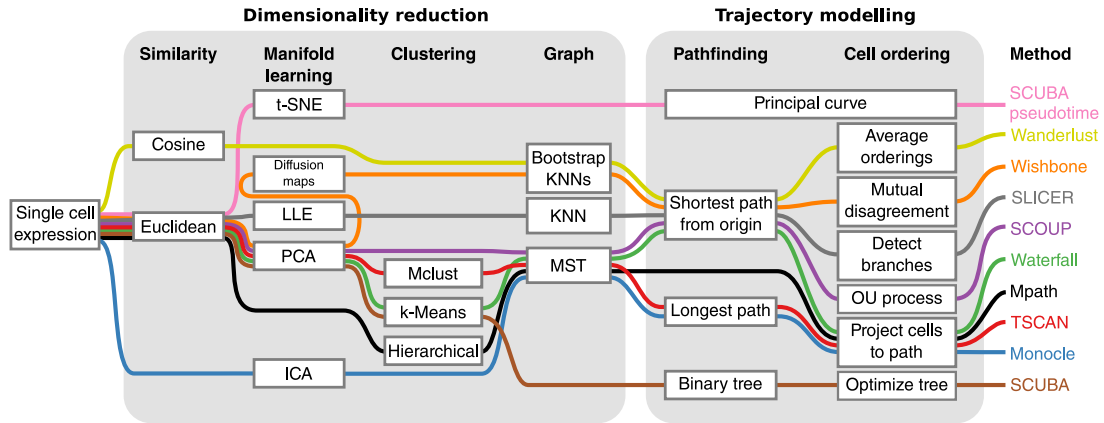 Dimensionality reduction
Trajectory modelling
Similarity
Manifold
learning
Clustering
Graph
Pathfinding
Cell ordering
Method
t-SNE
Principal curve
SCUBA
pseudotime
Cosine
Average
orderings
Wanderlust
Diffusion
maps
Bootstrap
KNNs
Wishbone
Single cell
expression
Euclidean
LLE
KNN
Shortest path
from origin
Mutual
disagreement
SLICER
PCA
Mclust
MST
Detect
branches
SCOUP
Waterfall
k-Means
Longest path
OU process
Mpath
Hierarchical
Project cells
to path
TSCAN
Monocle
ICA
Binary tree
Optimize tree
SCUBA